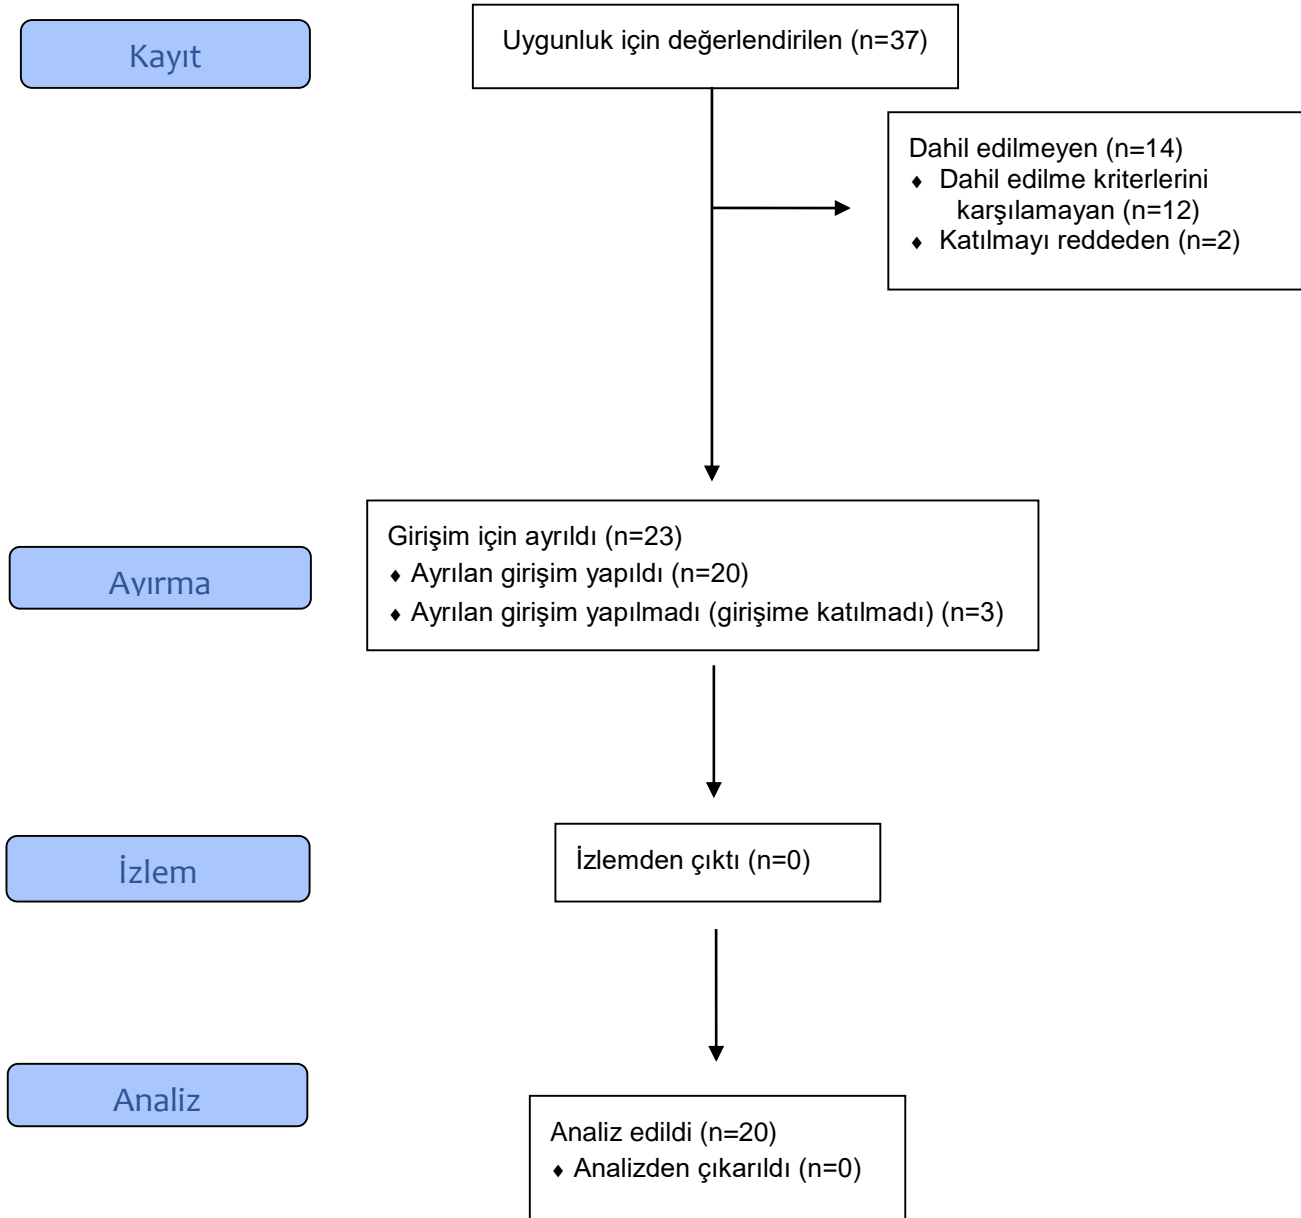 Kayıt
Uygunluk için değerlendirilen (n=37)
Dahil edilmeyen (n=14)
♦ Dahil edilme kriterlerini
karşılamayan (n=12)
♦ Katılmayı reddeden (n=2)
Ayırma
Girişim için ayrıldı (n=23)
♦ Ayrılan girişim yapıldı (n=20)
♦ Ayrılan girişim yapılmadı (girişime katılmadı) (n=3)
İzlem
İzlemden çıktı (n=0)
Analiz
Analiz edildi (n=20)
♦ Analizden çıkarıldı (n=0)